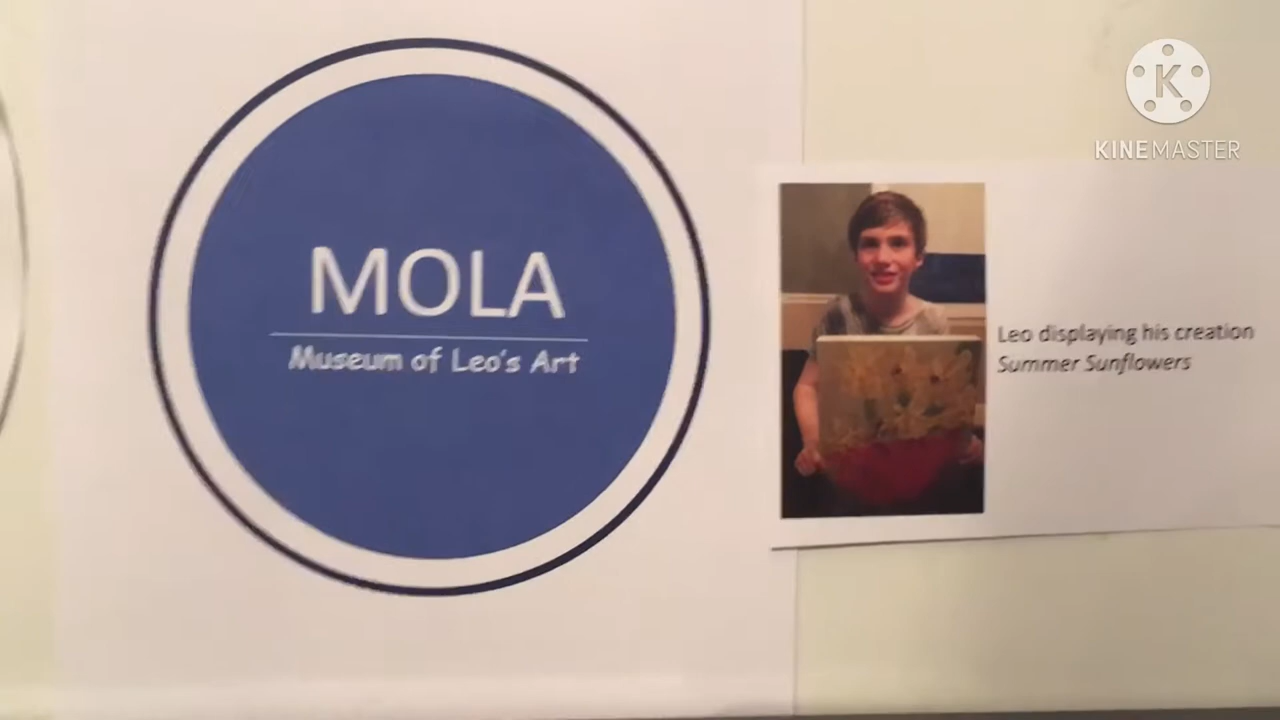 MOLA
Museum of Leo's Art
Leo displaying his creation
Summer Sunflowers
K
KINEMASTER